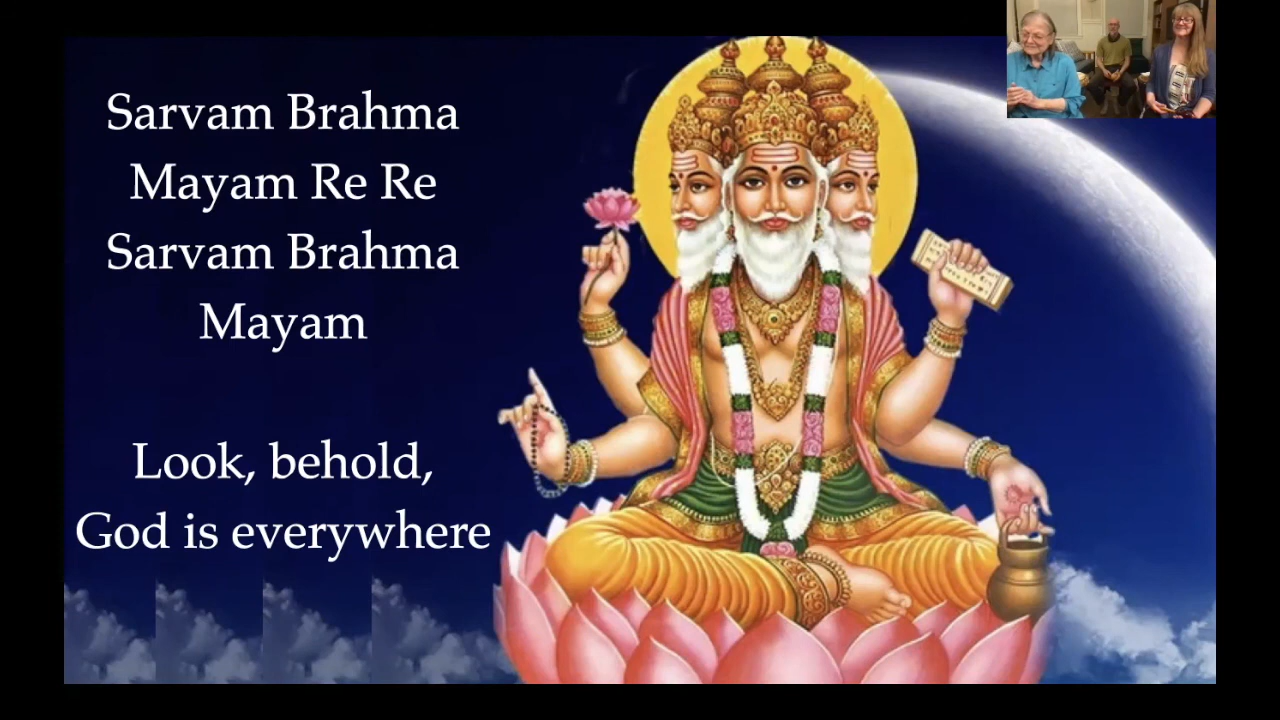 Sarvam Brahma
Mayam Re Re
Sarvam Brahma
Mayam
Look, behold,
God is everywhere